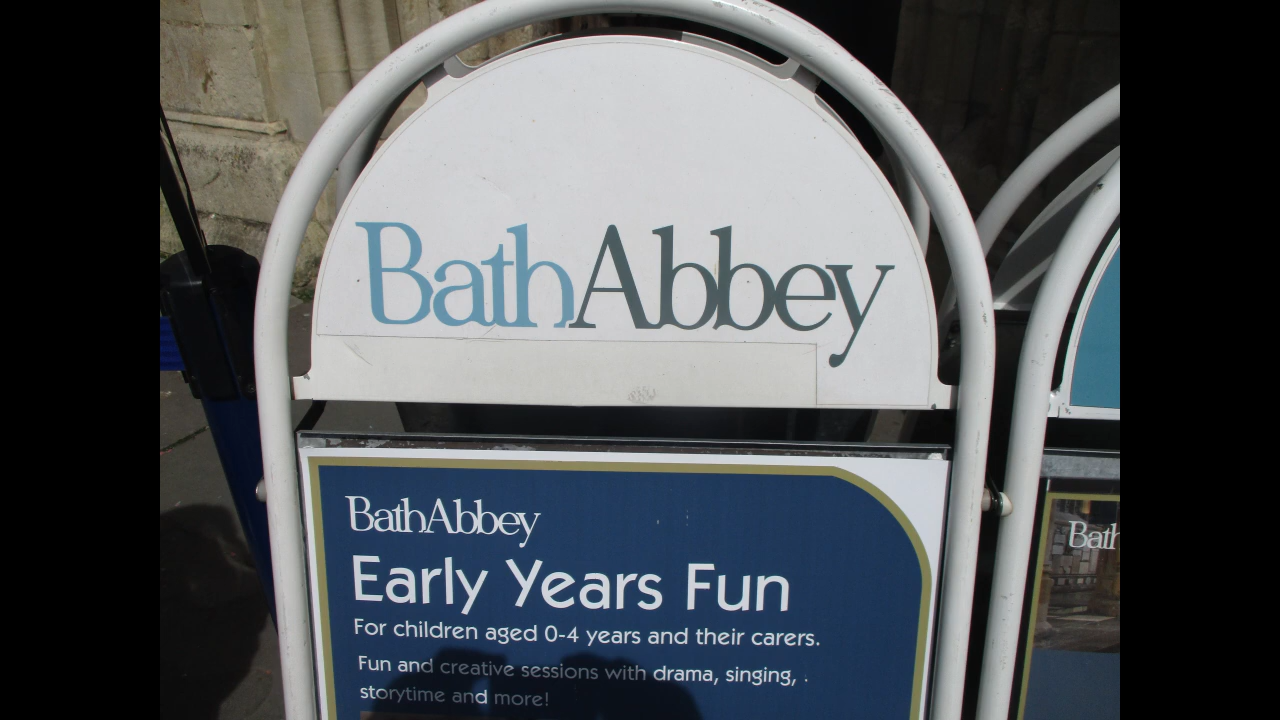 BathAbbey
BathAbbey
Early Years Fun
For children aged 0-4 years and their carers.
Fun and creative sessions with drama, singing,
storytime and more!
Bath